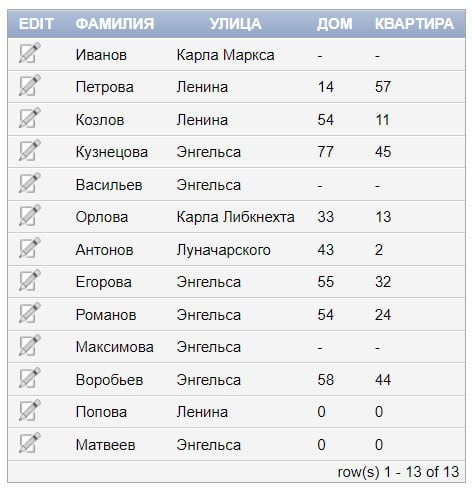 EDIT ФАМИЛИЯ УЛИЦА ДОМ КВАРТИРА
Иванов Карла Маркса - -
Петрова Ленина 14 57
Козлов Ленина 54 11
Кузнецова Энгельса 77 45
Васильев Энгельса - -
Орлова Карла Либкнехта 33 13
Антонов Луначарского 43 2
Егорова Энгельса 55 32
Романов Энгельса 54 24
Максимова Энгельса - -
Воробьев Энгельса 58 44
Попова Ленина 0 0
Матвеев Энгельса 0 0
row(s) 1 - 13 of 13